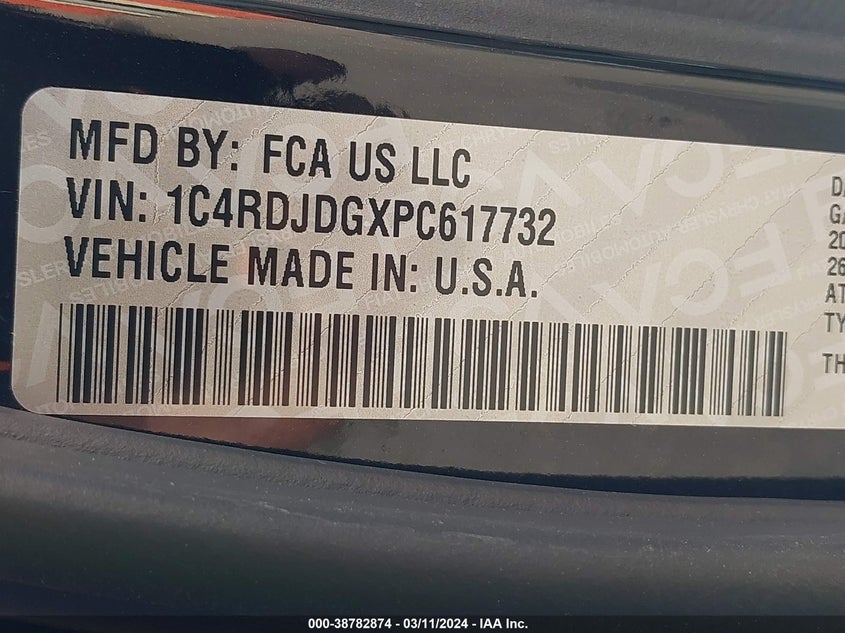 MFD BY: FCA US LLC
VIN: 1C4RDJDGXPC617732
VEHICLE MADE IN: U.S.A.
000-38782874 - 03/11/2024 - IAA Inc.